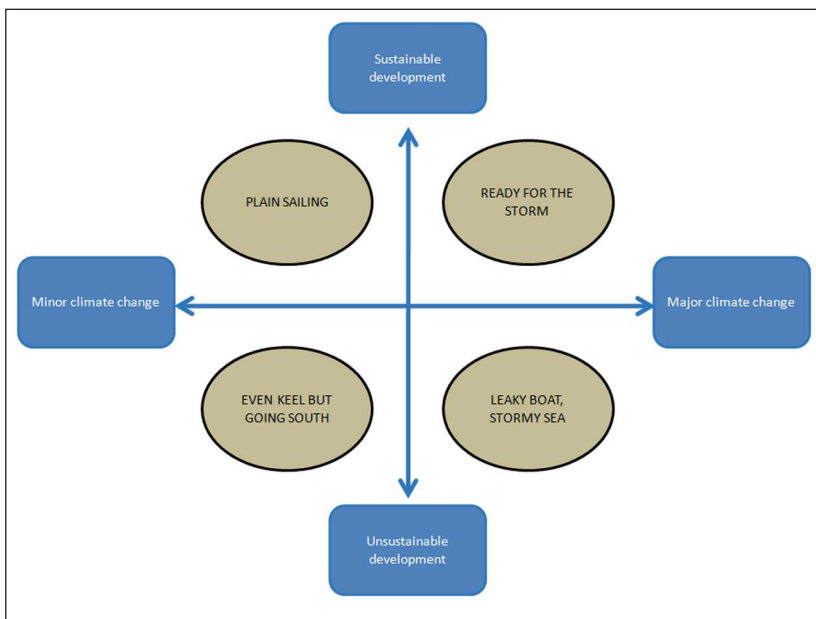 Sustainable
development
PLAIN SAILING
READY FOR THE
STORM
Minor climate change
Major climate change
EVEN KEEL BUT
GOING SOUTH
LEAKY BOAT,
STORMY SEA
Unsustainable
development